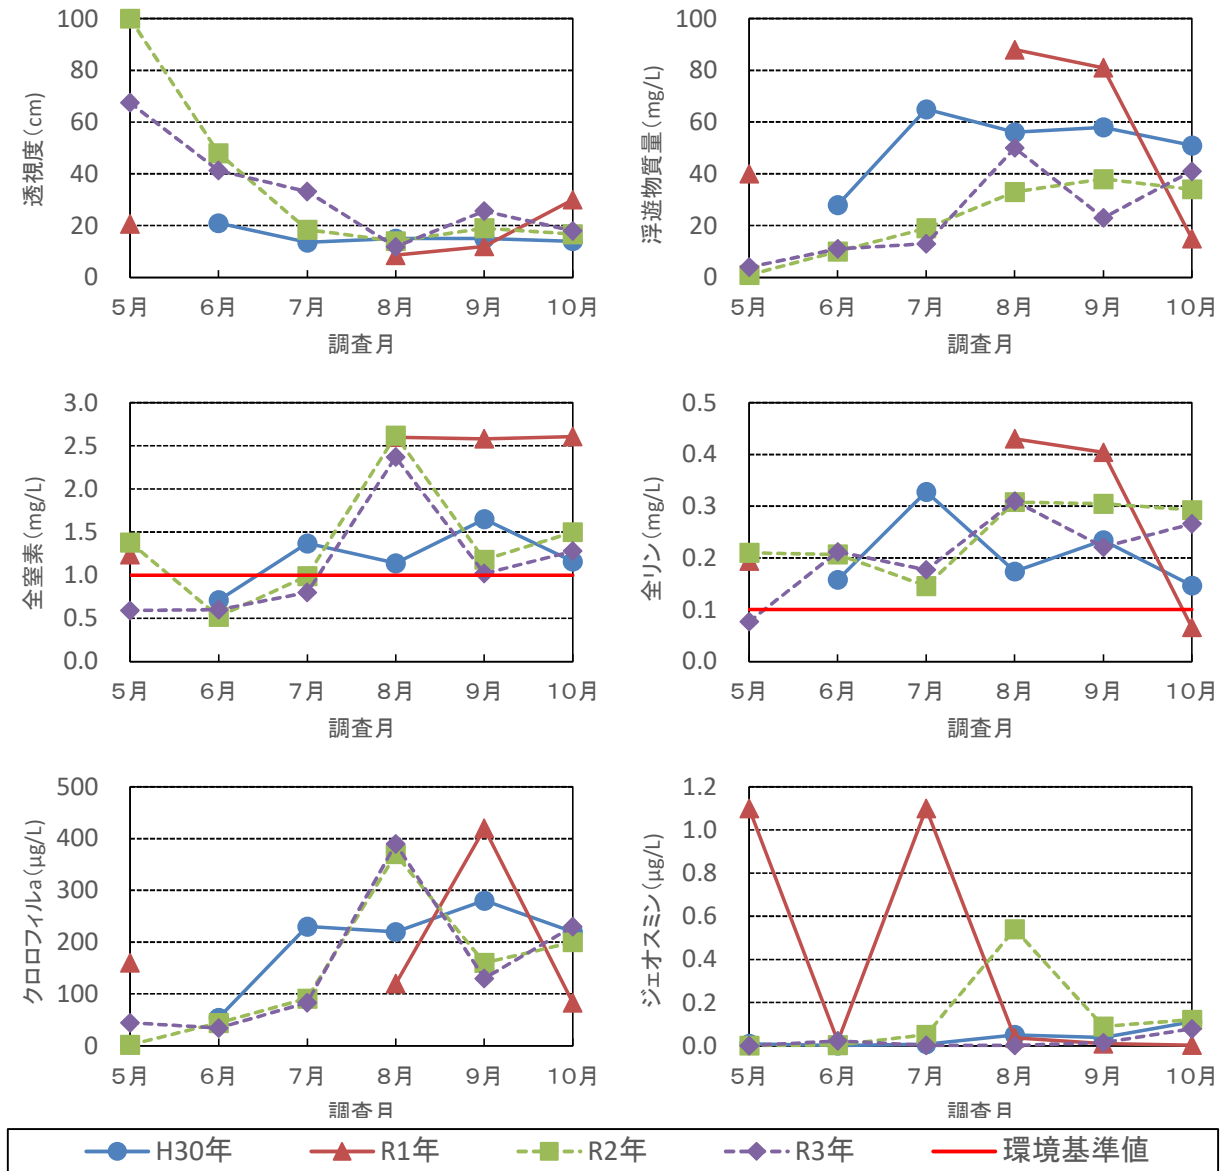 透視度(cm)
100
80
60
40
20
0
5月 6月 7月 8月 9月 10月
調査月
浮遊物質量(mg/L)
100
80
60
40
20
0
5月 6月 7月 8月 9月 10月
調査月
全窒素(mg/L)
3.0
2.5
2.0
1.5
1.0
0.5
0.0
5月 6月 7月 8月 9月 10月
調査月
全リン(mg/L)
0.5
0.4
0.3
0.2
0.1
0.0
5月 6月 7月 8月 9月 10月
調査月
クロロフィルa(μg/L)
500
400
300
200
100
0
5月 6月 7月 8月 9月 10月
調査月
ジェオスミン(μg/L)
1.2
1.0
0.8
0.6
0.4
0.2
0.0
5月 6月 7月 8月 9月 10月
調査月
H30年 R1年 R2年 R3年 環境基準値